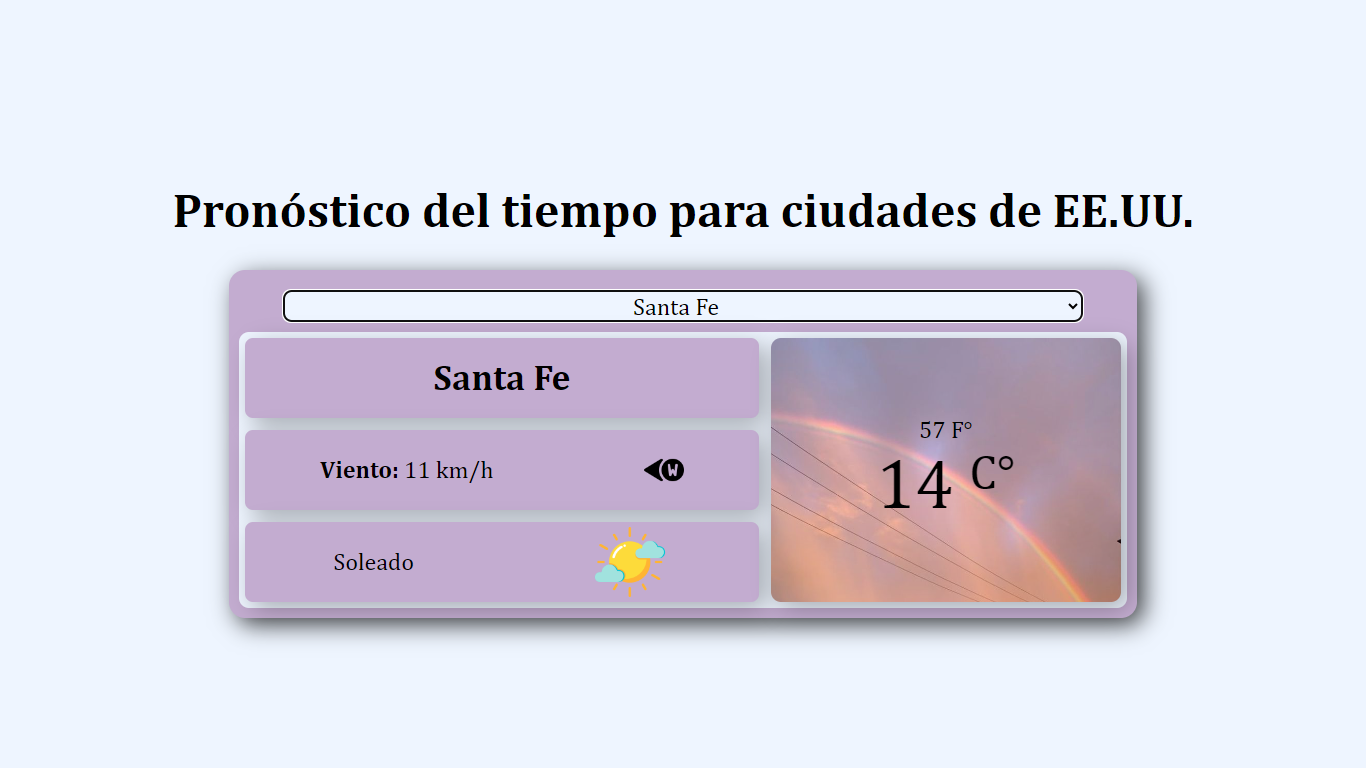 Pronóstico del tiempo para ciudades de EE.UU.
Santa Fe
Santa Fe
Viento: 11 km/h
W
Soleado
57 F°
14 C°